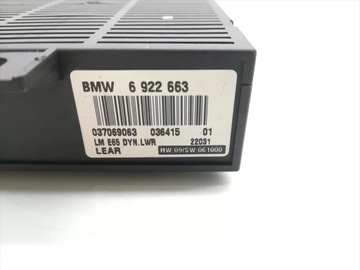 BMW 6 922 663
037069063 036415 01
LM E65 DYN.LWR 22031
LEAR HW:09/SW:061000